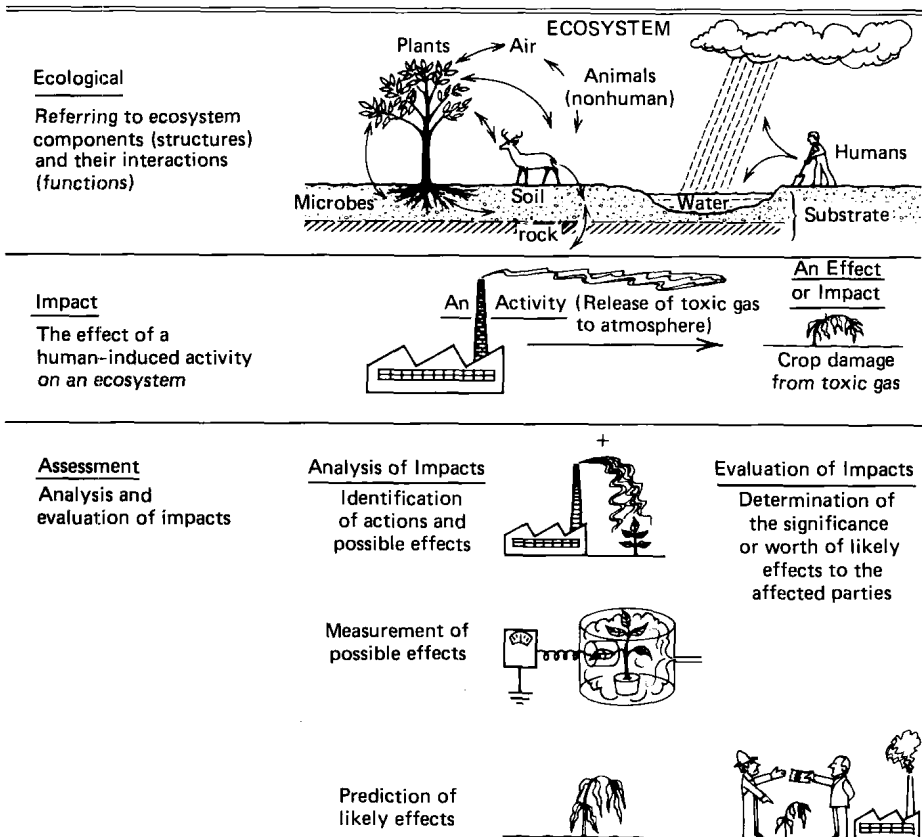 ECOSYSTEM
Ecological
Referring to ecosystem
components (structures)
and their interactions
(functions)
Plants
Air
Animals
(nonhuman)
Humans
Microbes
Soil
Water
Substrate
rock
Impact
The effect of a
human-induced activity
on an ecosystem
An Activity (Release of toxic gas
to atmosphere)
An Effect
or Impact
Crop damage
from toxic gas
Assessment
Analysis and
evaluation of impacts
Analysis of Impacts
Identification
of actions and
possible effects
+
Measurement of
possible effects
Prediction of
likely effects
Evaluation of Impacts
Determination of
the significance
or worth of likely
effects to the
affected parties